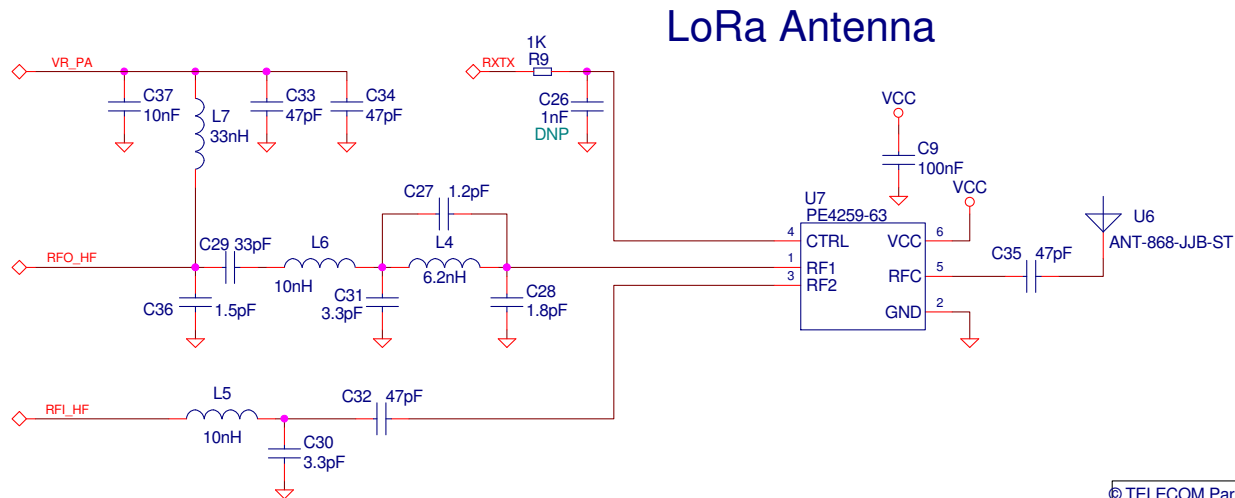 LoRa Antenna
VR_PA
C37
10nF
L7
33nH
C33
47pF
C34
47pF
RXTX
1K
R9
C26
1nF
DNP
VCC
C9
100nF
VCC
U7
PE4259-63
4
CTRL
1
RF1
3
RF2
VCC
6
RFC
5
GND
2
C35
47pF
U6
ANT-868-JJB-ST
RFO_HF
C29
33pF
C36
1.5pF
L6
10nH
C31
3.3pF
C27
1.2pF
L4
6.2nH
C28
1.8pF
RFI_HF
L5
10nH
C30
3.3pF
C32
47pF
© TELECOM Par